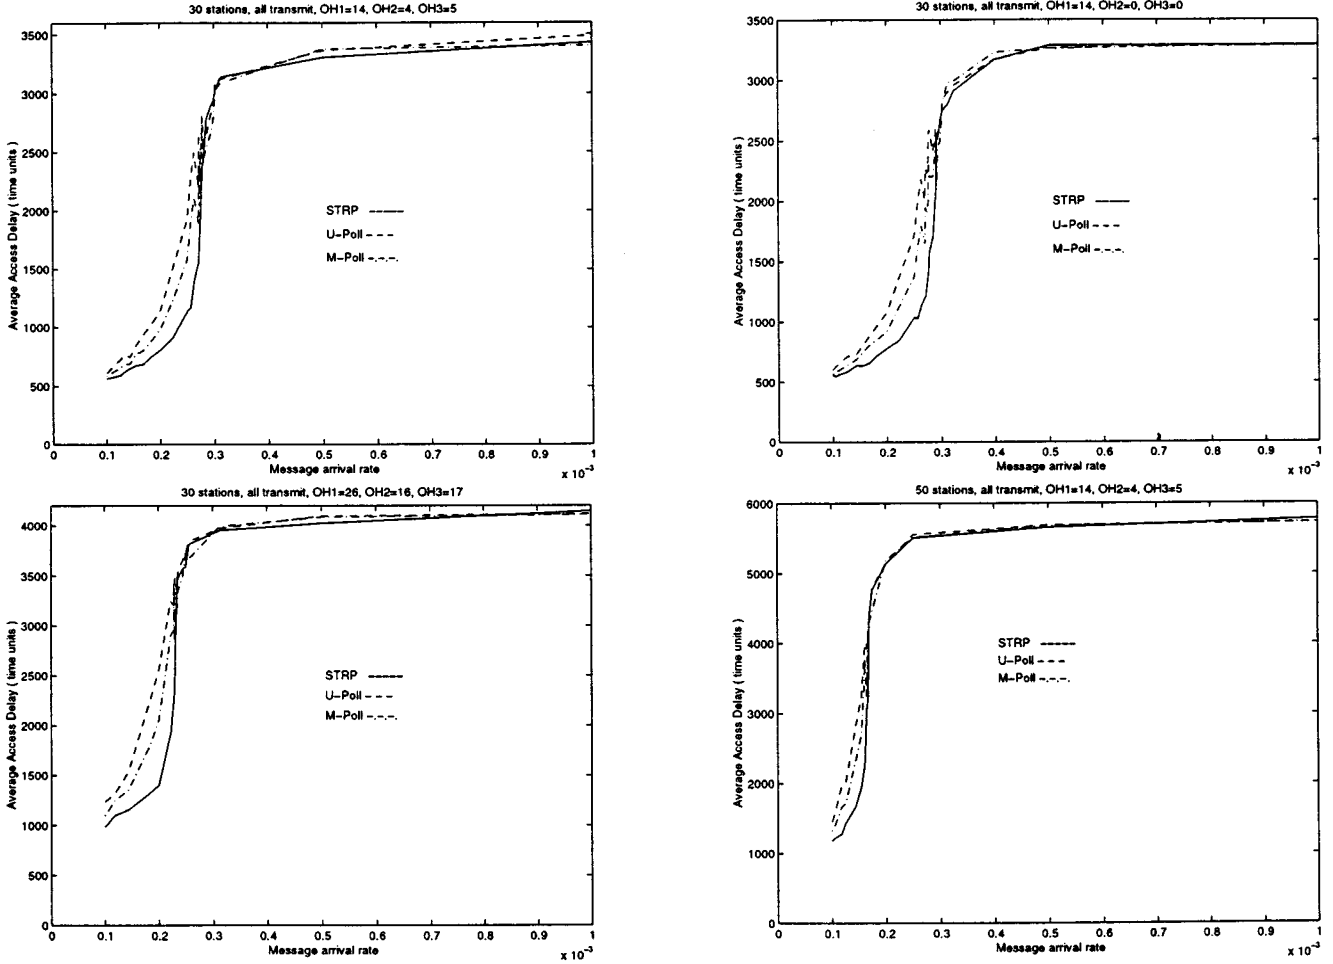 30 stations, all transmit, OH1=14, OH2=4, OH3=5
Average Access Delay ( time units )
3500
3000
2500
2000
1500
1000
500
0
STRP
U-Poll
M-Poll
0 0.1 0.2 0.3 0.4 0.5 0.6 0.7 0.8 0.9 1
Message arrival rate
x 10⁻³
30 stations, all transmit, OH1=14, OH2=0, OH3=0
Average Access Delay ( time units )
3500
3000
2500
2000
1500
1000
500
0
STRP
U-Poll
M-Poll
0 0.1 0.2 0.3 0.4 0.5 0.6 0.7 0.8 0.9 1
Message arrival rate
x 10⁻³
30 stations, all transmit, OH1=26, OH2=16, OH3=17
Average Access Delay ( time units )
4000
3500
3000
2500
2000
1500
1000
500
0
STRP
U-Poll
M-Poll
0 0.1 0.2 0.3 0.4 0.5 0.6 0.7 0.8 0.9 1
Message arrival rate
x 10⁻³
50 stations, all transmit, OH1=14, OH2=4, OH3=5
Average Access Delay ( time units )
6000
5000
4000
3000
2000
1000
0
STRP
U-Poll
M-Poll
0 0.1 0.2 0.3 0.4 0.5 0.6 0.7 0.8 0.9 1
Message arrival rate
x 10⁻³